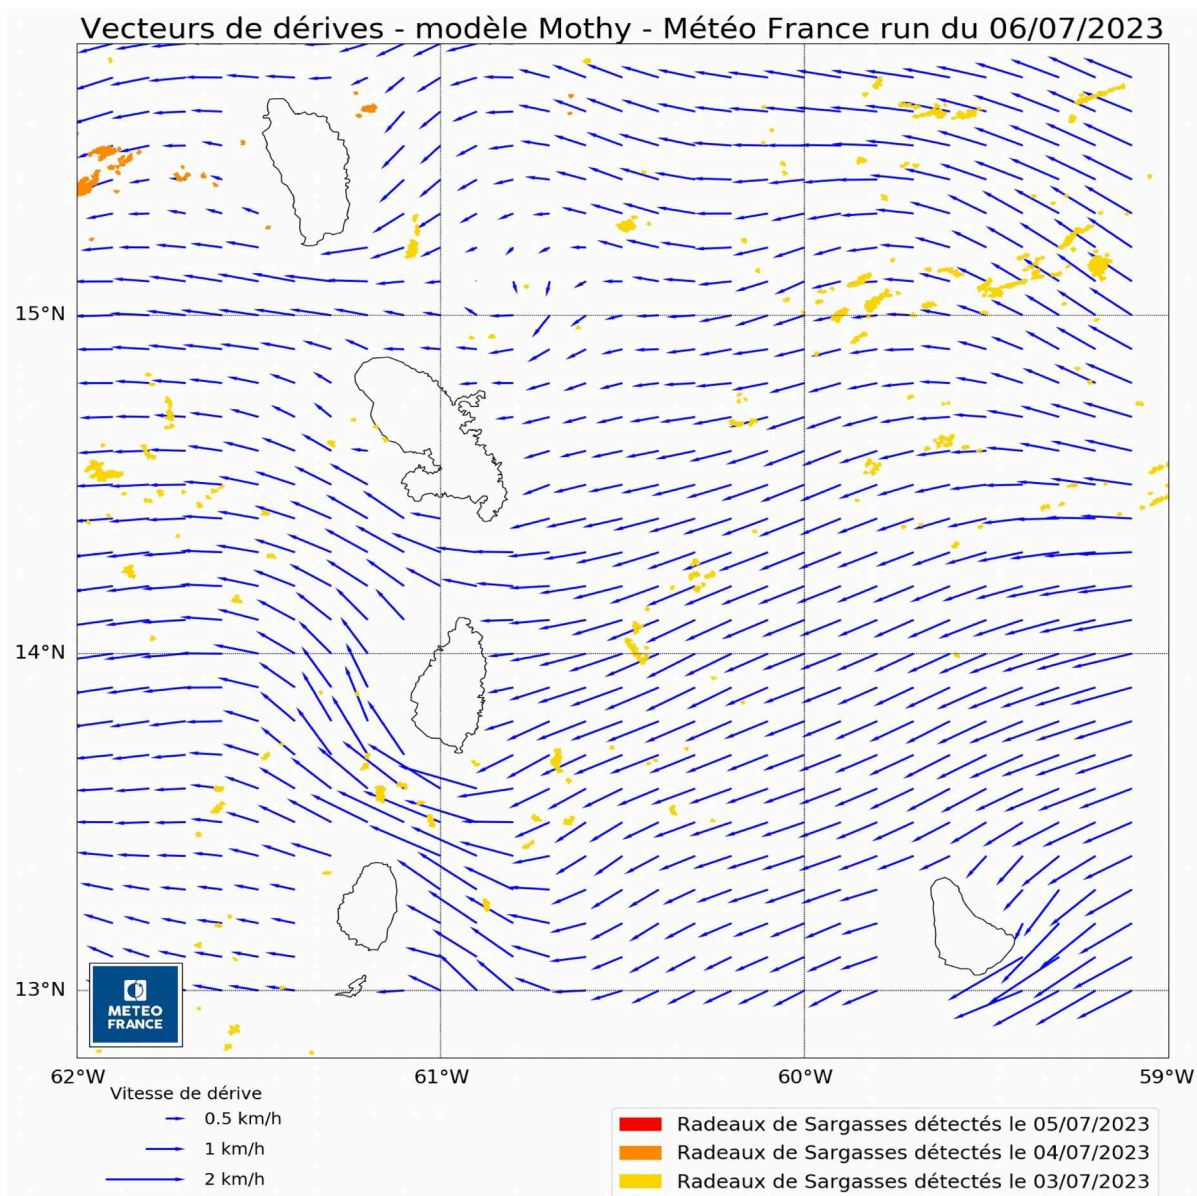 Vecteurs de dérives - modèle Mothy - Météo France run du 06/07/2023
15°N
14°N
13°N
METEO
FRANCE
62°W
61°W
60°W
59°W
Vitesse de dérive
0.5 km/h
1 km/h
2 km/h
Radeaux de Sargasses détectés le 05/07/2023
Radeaux de Sargasses détectés le 04/07/2023
Radeaux de Sargasses détectés le 03/07/2023